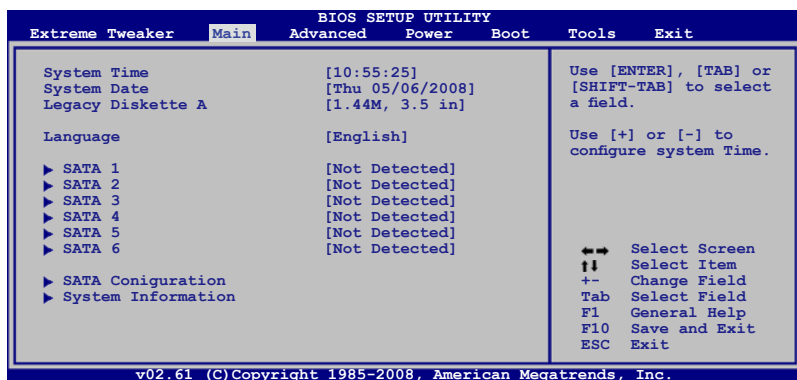 BIOS SETUP UTILITY
Extreme Tweaker Main Advanced Power Boot Tools Exit
System Time [10:55:25]
System Date [Thu 05/06/2008]
Legacy Diskette A [1.44M, 3.5 in]
Language [English]
SATA 1 [Not Detected]
SATA 2 [Not Detected]
SATA 3 [Not Detected]
SATA 4 [Not Detected]
SATA 5 [Not Detected]
SATA 6 [Not Detected]
SATA Coniguration
System Information
Use [ENTER], [TAB] or
[SHIFT-TAB] to select
a field.
Use [+] or [-] to
configure system Time.
←→ Select Screen
↑↓ Select Item
+- Change Field
Tab Select Field
F1 General Help
F10 Save and Exit
ESC Exit
v02.61 (C)Copyright 1985-2008, American Megatrends, Inc.